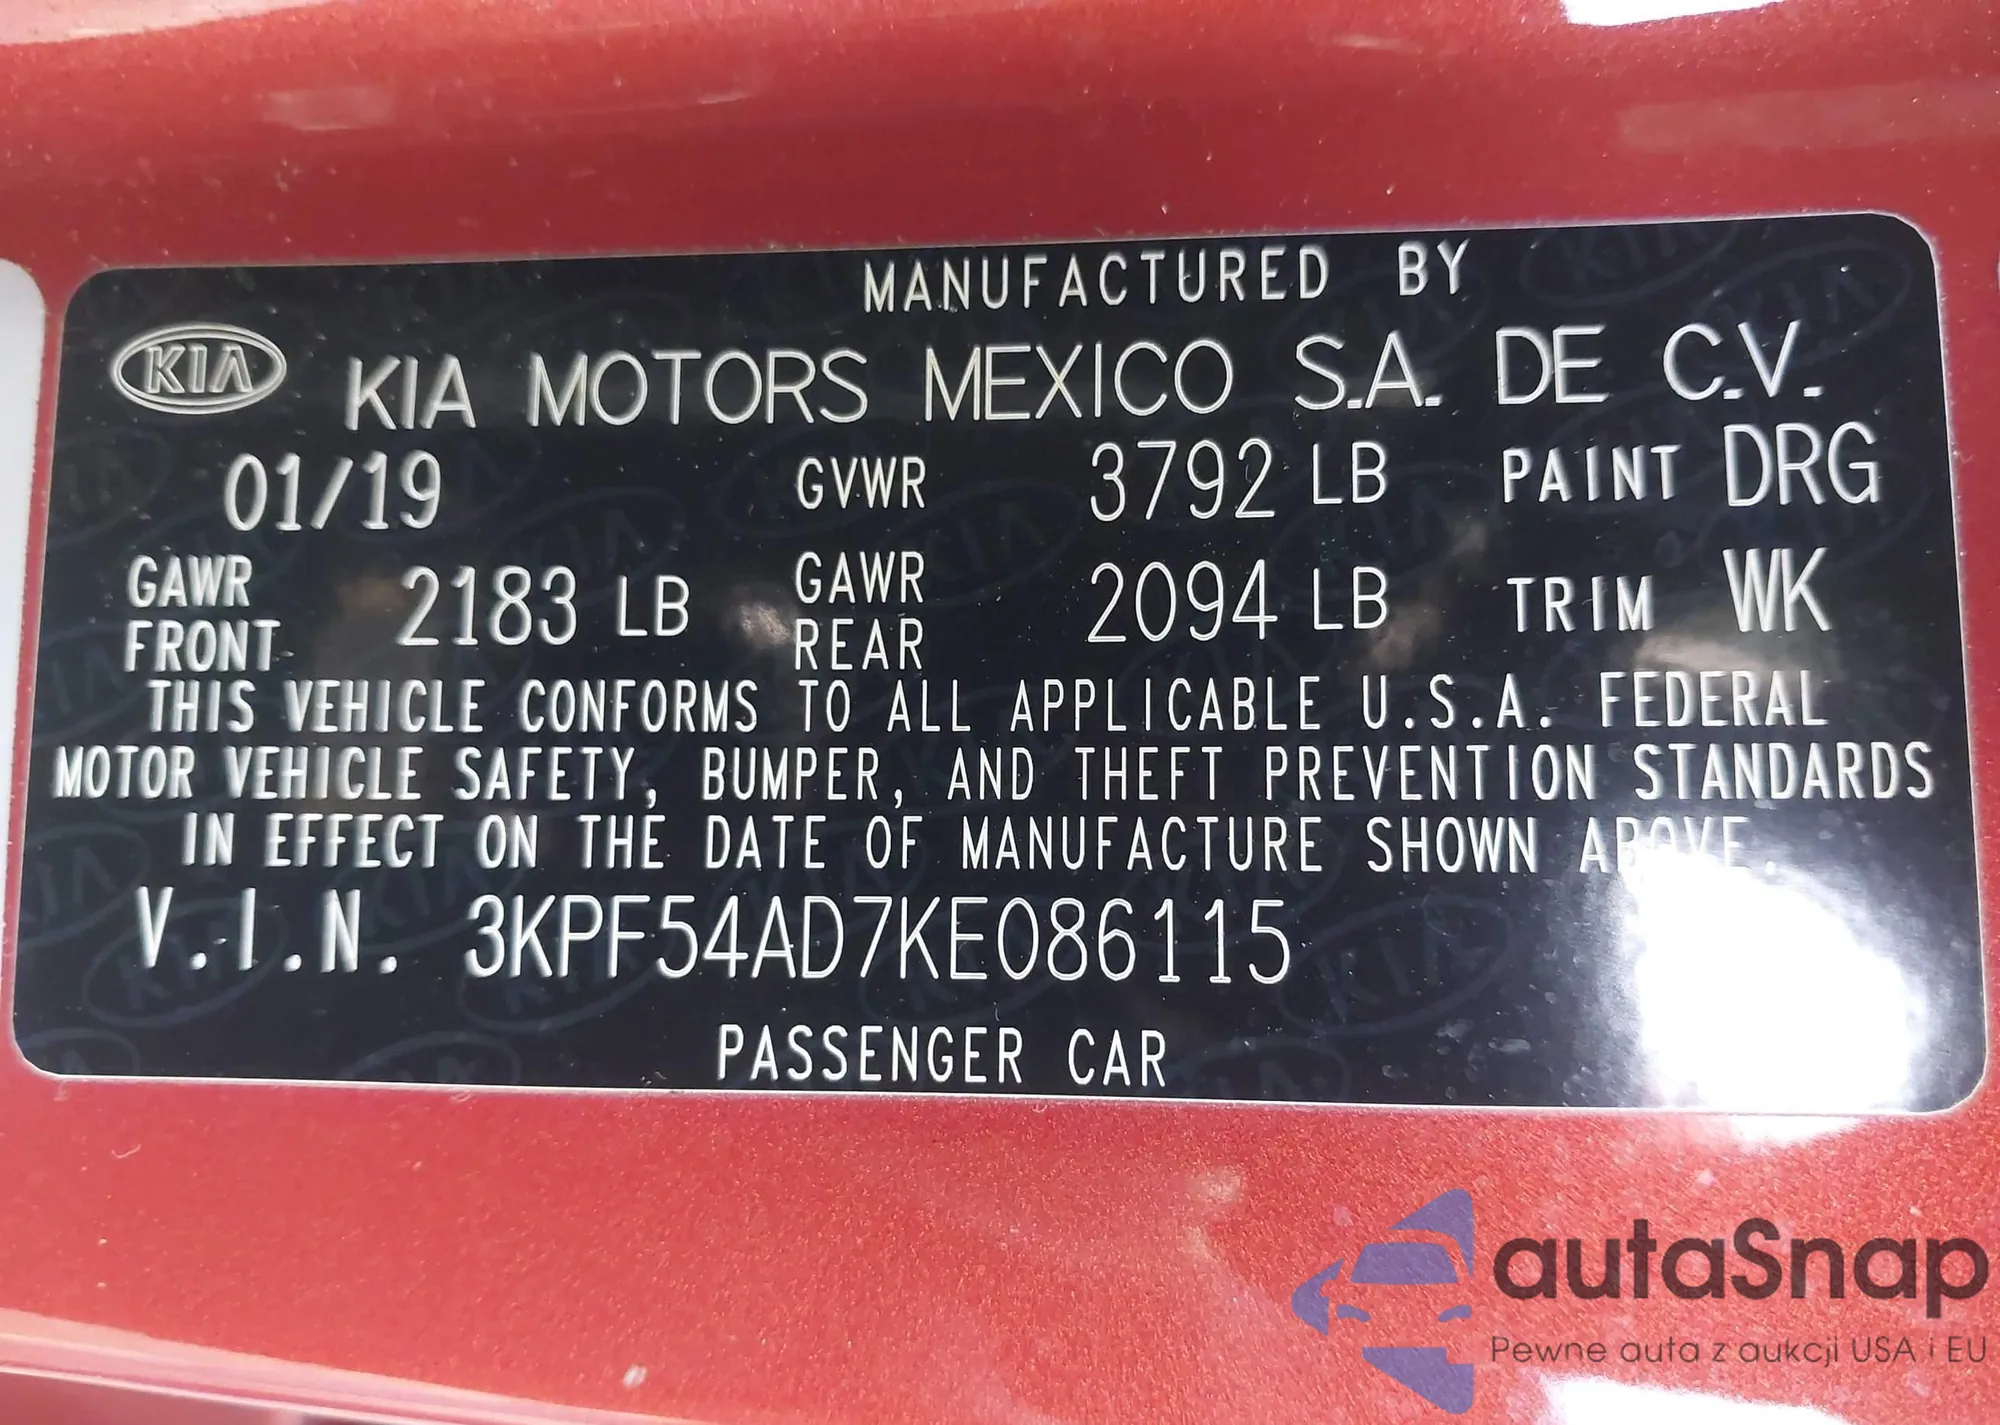 MANUFACTURED BY
KIA KIA MOTORS MEXICO S.A. DE C.V.
01/19 GVWR 3792 LB PAINT DRG
GAWR FRONT 2183 LB GAWR REAR 2094 LB TRIM WK
THIS VEHICLE CONFORMS TO ALL APPLICABLE U.S.A. FEDERAL
MOTOR VEHICLE SAFETY, BUMPER, AND THEFT PREVENTION STANDARDS
IN EFFECT ON THE DATE OF MANUFACTURE SHOWN ABOVE.
V.I.N. 3KPF54AD7KE086115
PASSENGER CAR
autaSnap
Pewne auta z aukcji USA i EU